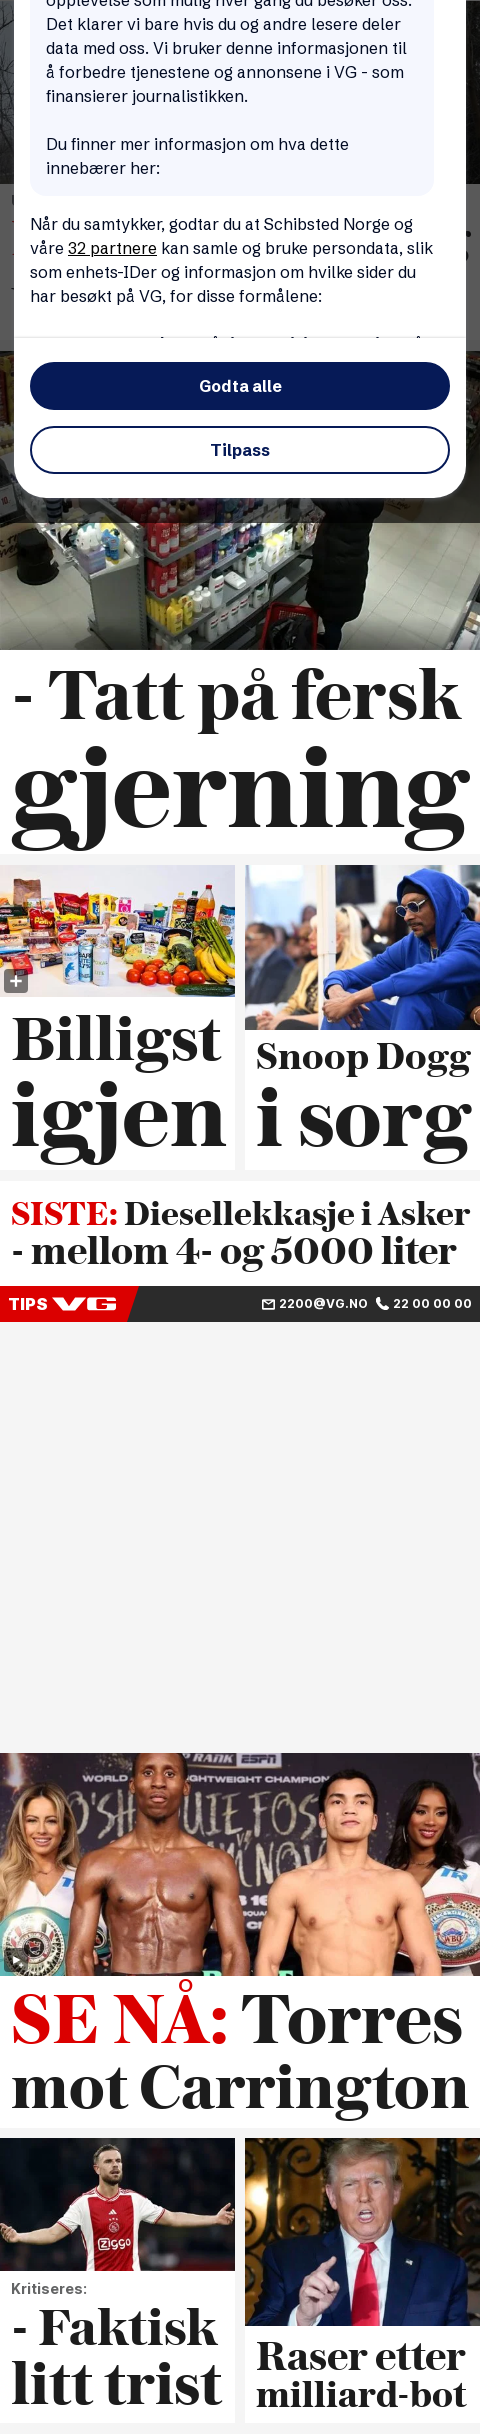 Det klarer vi bare hvis du og andre lesere deler
data med oss. Vi bruker denne informasjonen til
å forbedre tjenestene og annonsene i VG - som
finansierer journalistikken.
Du finner mer informasjon om hva dette
innebærer her:
Når du samtykker, godtar du at Schibsted Norge og
våre 32 partnere kan samle og bruke persondata, slik
som enhets-IDer og informasjon om hvilke sider du
har besøkt på VG, for disse formålene:
Godta alle
Tilpass
- Tatt på fersk
gjerning
Billigst
igjen
Snoop Dogg
i sorg
SISTE: Diesellekkasje i Asker
- mellom 4- og 5000 liter
TIPS VG 2200@VG.NO 22 00 00 00
RANK ESPN
SE NÅ: Torres
mot Carrington
ziggo
Kritiseres:
- Faktisk
litt trist
Raser etter
milliard-bot